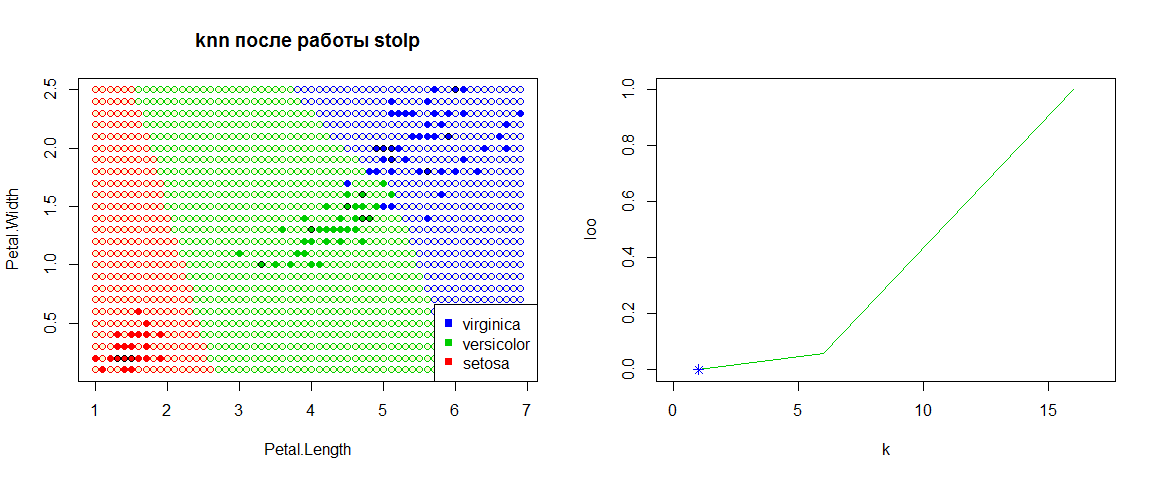 knn после работы stolp
Petal.Width
0.5 1.0 1.5 2.0 2.5
virginica
versicolor
setosa
1 2 3 4 5 6 7
Petal.Length
loo
0.0 0.2 0.4 0.6 0.8 1.0
0 5 10 15
k